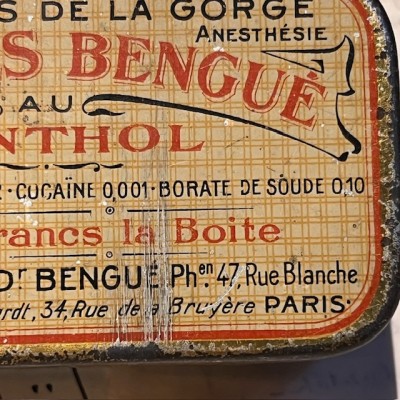 S DE LA GORGE
ANESTHÉSIE
S BENGUÉ
AU
NTHOL
COCAÏNE 0,001 · BORATE DE SOUDE 0,10
rancs la Boite
Dr BENGUÉ Phen. 47, Rue Blanche
rdt, 34, Rue de la Bruyère PARIS.